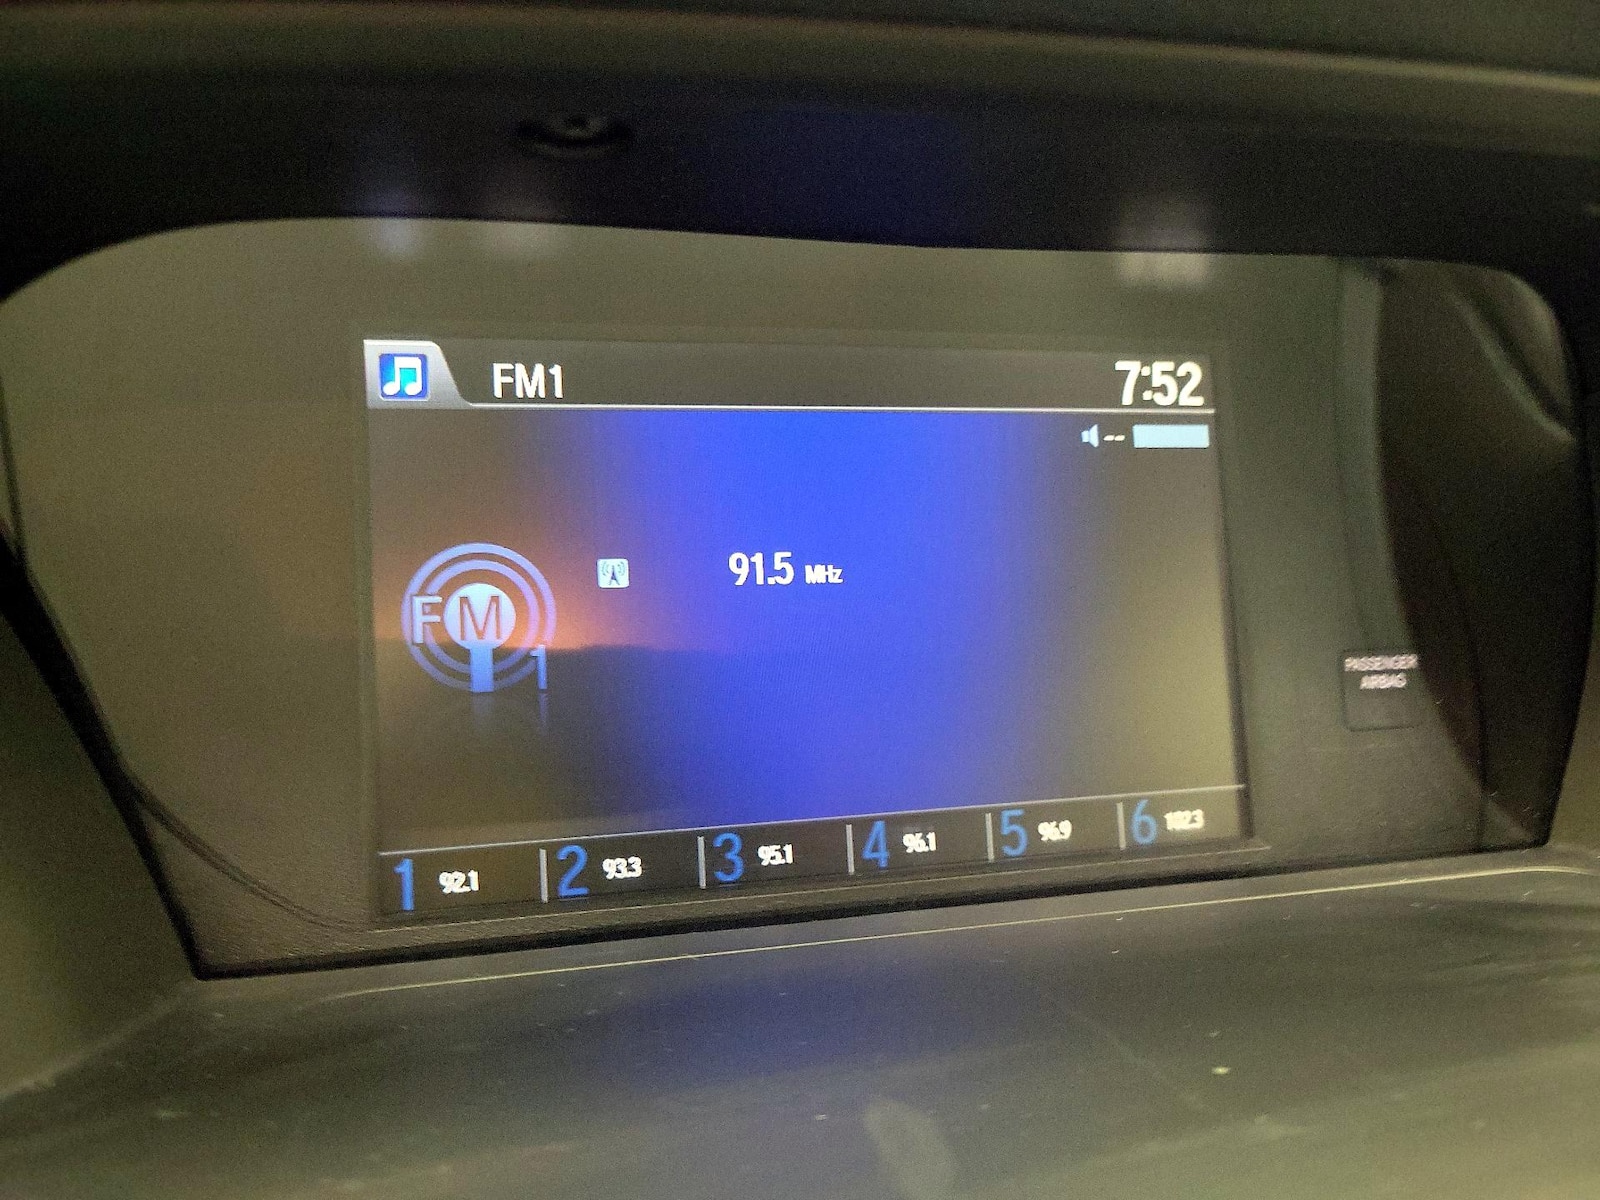 FM1 7:52
--
91.5 MHz
FM
1
PASSENGER
AIRBAG
1 92.1 2 93.3 3 95.1 4 96.1 5 96.9 6 102.3